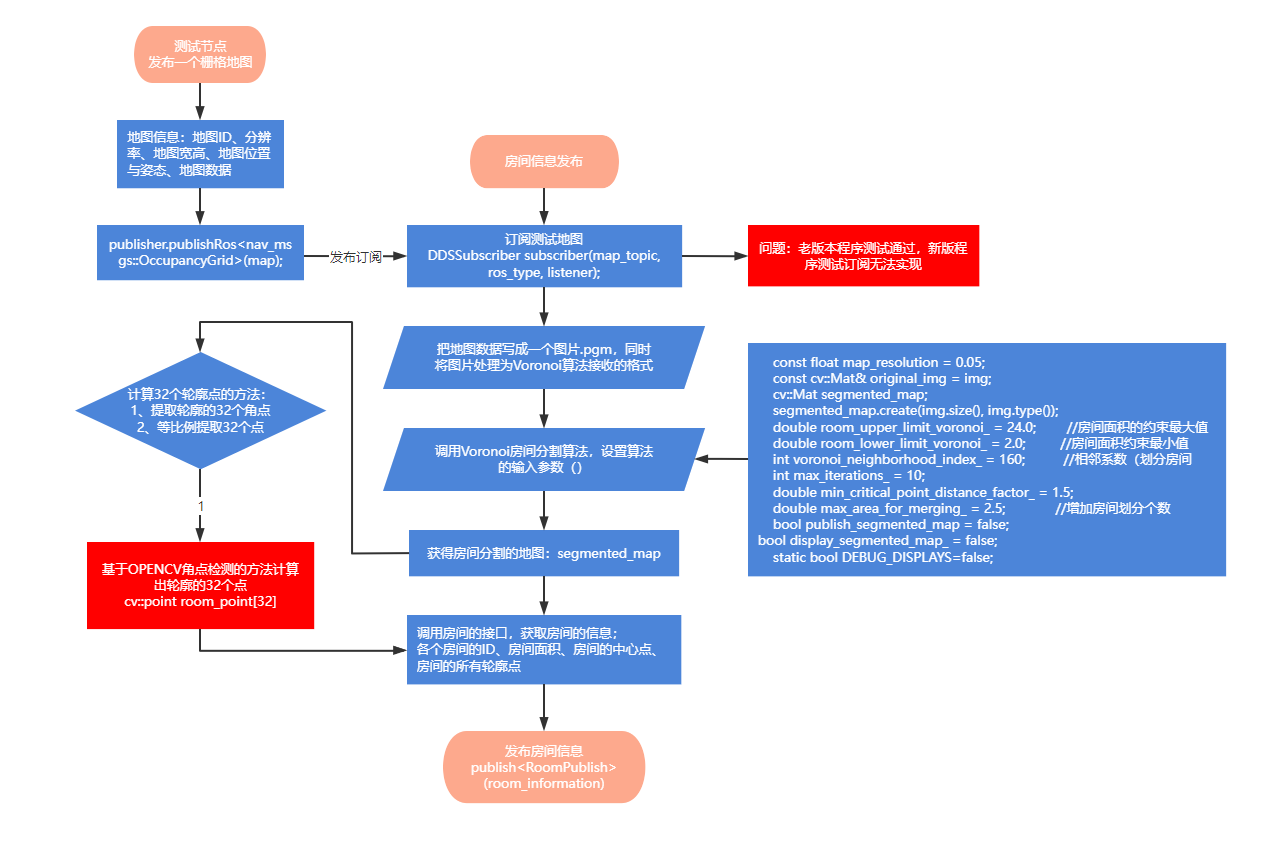 测试节点
发布一个栅格地图
地图信息：地图ID、分辨
率、地图宽高、地图位置
与姿态、地图数据
publisher.publishRos<nav_ms
gs::OccupancyGrid>(map);
发布订阅
房间信息发布
订阅测试地图
DDSSubscriber subscriber(map_topic,
ros_type, listener);
问题：老版本程序测试通过，新版程
序测试订阅无法实现
把地图数据写成一个图片.pgm，同时
将图片处理为Voronoi算法接收的格式
调用Voronoi房间分割算法，设置算法
的输入参数（）
const float map_resolution = 0.05;
const cv::Mat& original_img = img;
cv::Mat segmented_map;
segmented_map.create(img.size(), img.type());
double room_upper_limit_voronoi_ = 24.0; //房间面积的约束最大值
double room_lower_limit_voronoi_ = 2.0; //房间面积约束最小值
int voronoi_neighborhood_index_ = 160; //相邻系数（划分房间
int max_iterations_ = 10;
double min_critical_point_distance_factor_ = 1.5;
double max_area_for_merging_ = 2.5; //增加房间划分个数
bool publish_segmented_map = false;
bool display_segmented_map_ = false;
static bool DEBUG_DISPLAYS=false;
获得房间分割的地图：segmented_map
计算32个轮廓点的方法：
1、提取轮廓的32个角点
2、等比例提取32个点
1
基于OPENCV角点检测的方法计算
出轮廓的32个点
cv::point room_point[32]
调用房间的接口，获取房间的信息；
各个房间的ID、房间面积、房间的中心点、
房间的所有轮廓点
发布房间信息
publish<RoomPublish>
(room_information)